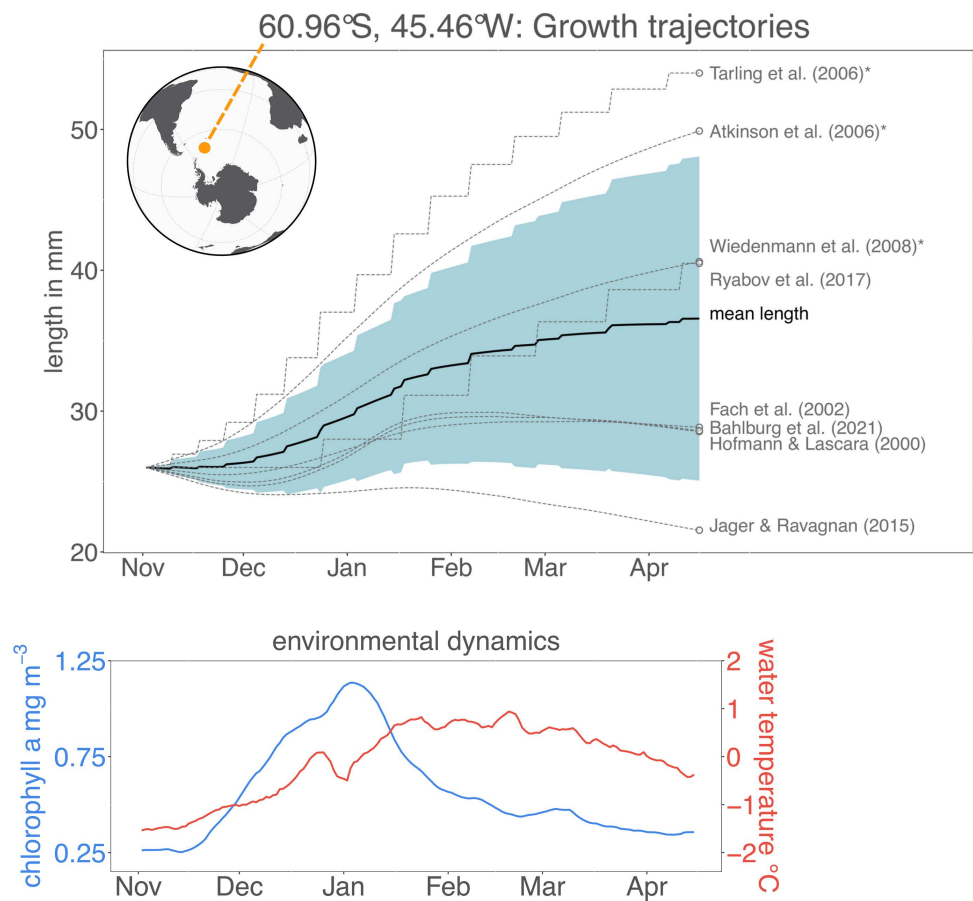 60.96°S, 45.46°W: Growth trajectories
length in mm
50
40
30
20
Tarling et al. (2006)*
Atkinson et al. (2006)*
Wiedenmann et al. (2008)*
Ryabov et al. (2017)
mean length
Fach et al. (2002)
Bahlburg et al. (2021)
Hofmann & Lascara (2000)
Jager & Ravagnan (2015)
Nov Dec Jan Feb Mar Apr
environmental dynamics
chlorophyll a mg m⁻³
1.25
0.75
0.25
2
1
0
−1
−2
water temperature °C
Nov Dec Jan Feb Mar Apr